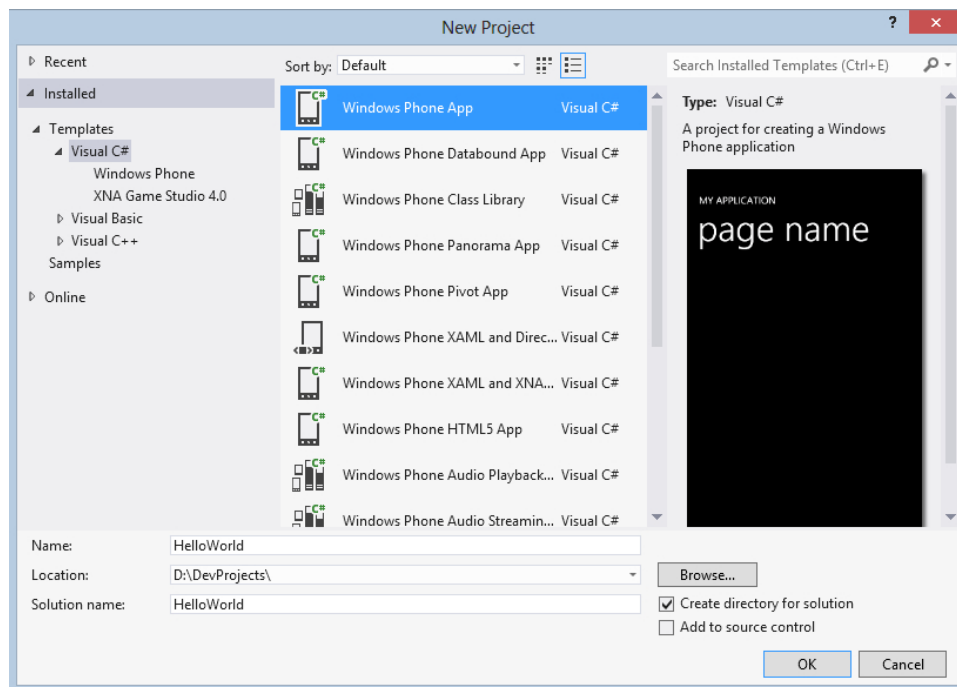 New Project
?
Recent
Installed
Templates
Visual C#
Windows Phone
XNA Game Studio 4.0
Visual Basic
Visual C++
Samples
Online
Sort by: Default
Search Installed Templates (Ctrl+E)
C# Windows Phone App Visual C#
C# Windows Phone Databound App Visual C#
C# Windows Phone Class Library Visual C#
C# Windows Phone Panorama App Visual C#
C# Windows Phone Pivot App Visual C#
Windows Phone XAML and Direc... Visual C#
C# Windows Phone XAML and XNA... Visual C#
C# Windows Phone HTML5 App Visual C#
C# Windows Phone Audio Playback... Visual C#
C# Windows Phone Audio Streamin... Visual C#
Type: Visual C#
A project for creating a Windows
Phone application
MY APPLICATION
page name
Name: HelloWorld
Location: D:\DevProjects\
Browse...
Solution name: HelloWorld
Create directory for solution
Add to source control
OK Cancel